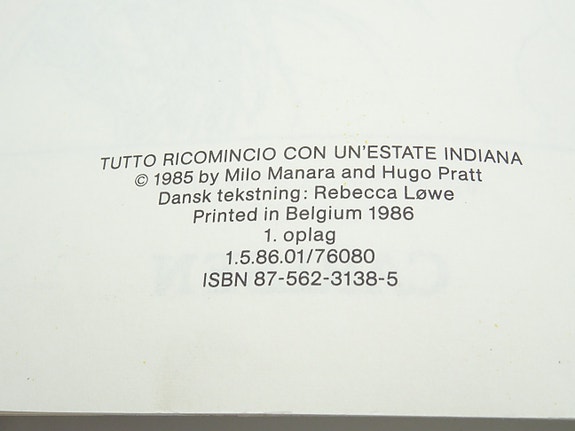 TUTTO RICOMINCIO CON UN'ESTATE INDIANA
© 1985 by Milo Manara and Hugo Pratt
Dansk tekstning: Rebecca Løwe
Printed in Belgium 1986
1. oplag
1.5.86.01/76080
ISBN 87-562-3138-5